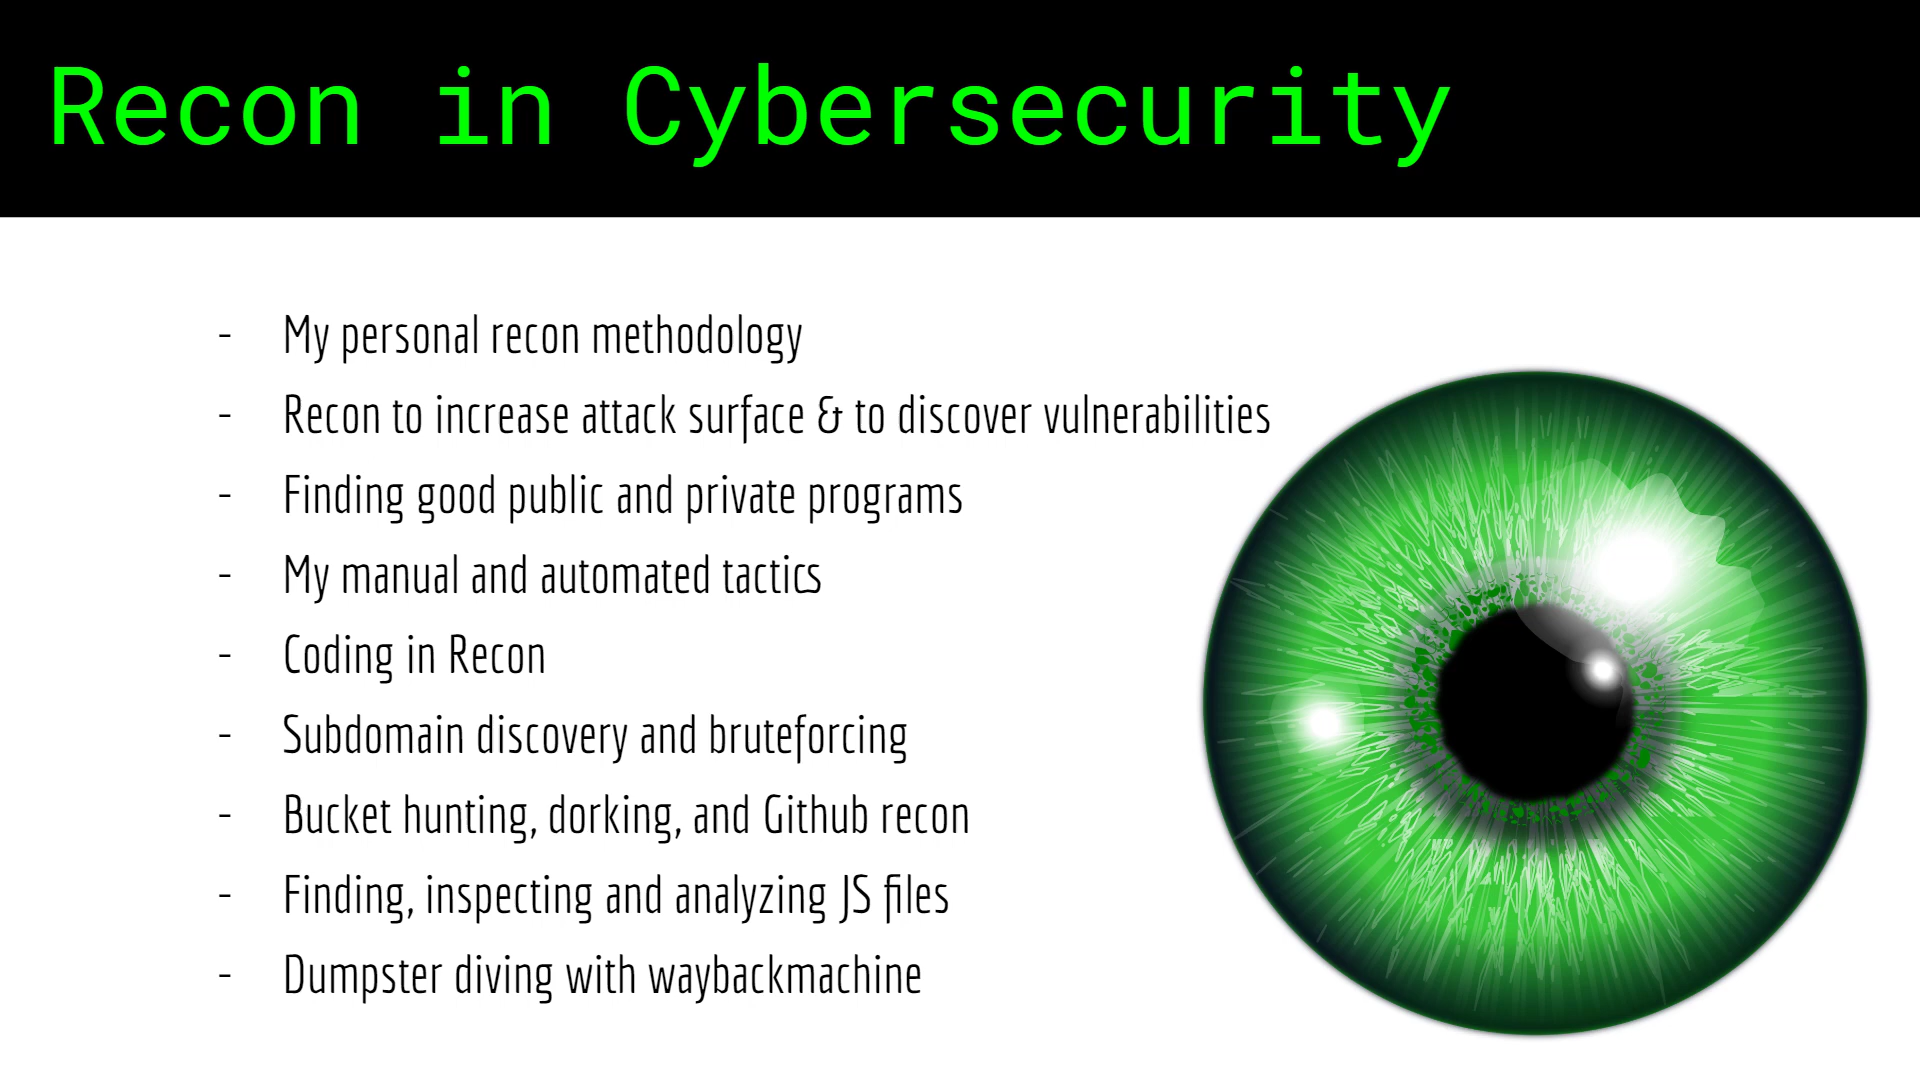 Recon in Cybersecurity
- My personal recon methodology
- Recon to increase attack surface & to discover vulnerabilities
- Finding good public and private programs
- My manual and automated tactics
- Coding in Recon
- Subdomain discovery and bruteforcing
- Bucket hunting, dorking, and Github recon
- Finding, inspecting and analyzing JS files
- Dumpster diving with waybackmachine